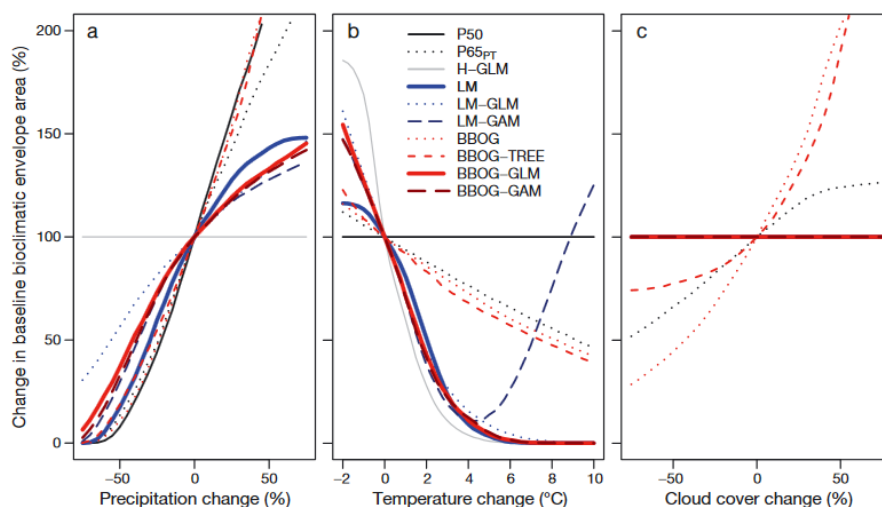 a
b
c
Change in baseline bioclimatic envelope area (%)
200
150
100
50
0
P50
P65PT
H–GLM
LM
LM–GLM
LM–GAM
BBOG
BBOG–TREE
BBOG–GLM
BBOG–GAM
−50 0 50
−2 0 2 4 6 8 10
−50 0 50
Precipitation change (%)
Temperature change (°C)
Cloud cover change (%)